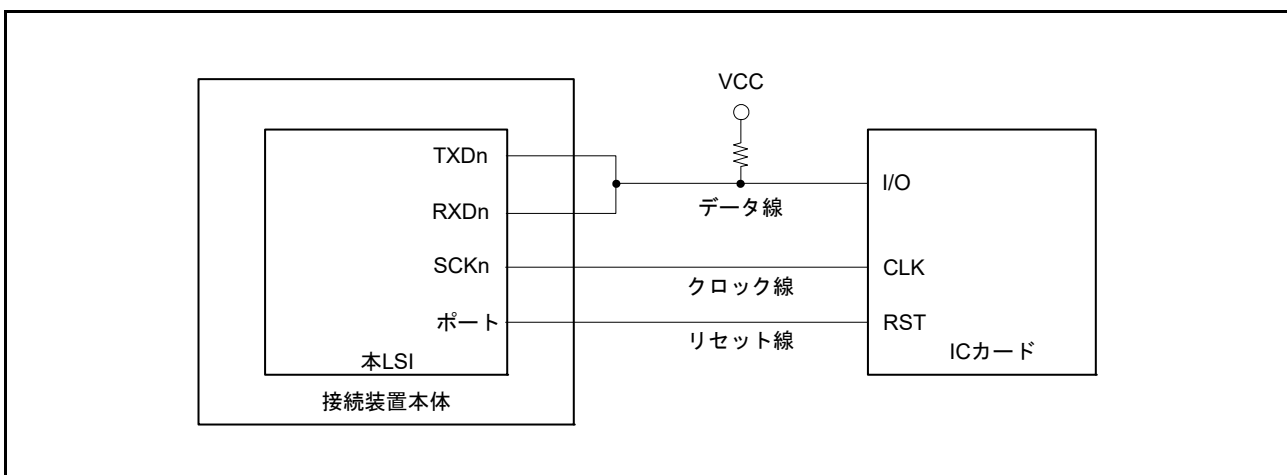 VCC
TXDn
I/O
データ線
RXDn
SCKn
CLK
クロック線
ポート
RST
リセット線
本LSI
ICカード
接続装置本体